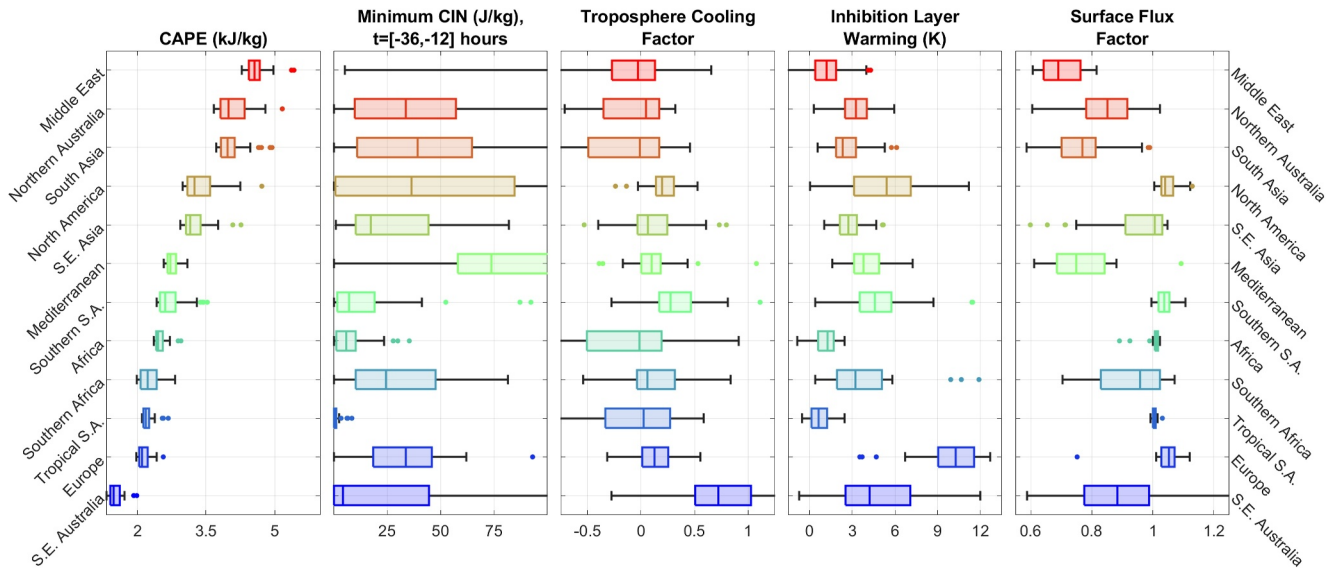 CAPE (kJ/kg)
Minimum CIN (J/kg),
t=[-36,-12] hours
Troposphere Cooling
Factor
Inhibition Layer
Warming (K)
Surface Flux
Factor
Middle East
Northern Australia
South Asia
North America
S.E. Asia
Mediterranean
Southern S.A.
Africa
Southern Africa
Tropical S.A.
Europe
S.E. Australia
Middle East
Northern Australia
South Asia
North America
S.E. Asia
Mediterranean
Southern S.A.
Africa
Southern Africa
Tropical S.A.
Europe
S.E. Australia
2 3.5 5
25 50 75
-0.5 0 0.5 1
0 3 6 9 12
0.6 0.8 1 1.2